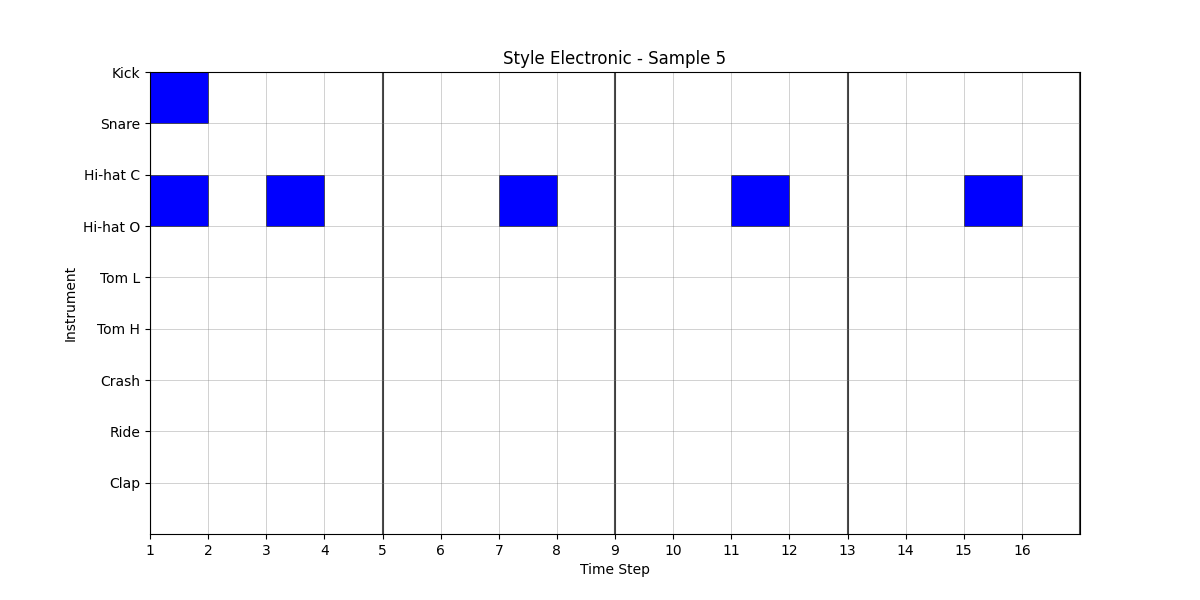 Style Electronic - Sample 5
Kick
Snare
Hi-hat C
Hi-hat O
Tom L
Tom H
Crash
Ride
Clap
Instrument
1 2 3 4 5 6 7 8 9 10 11 12 13 14 15 16
Time Step